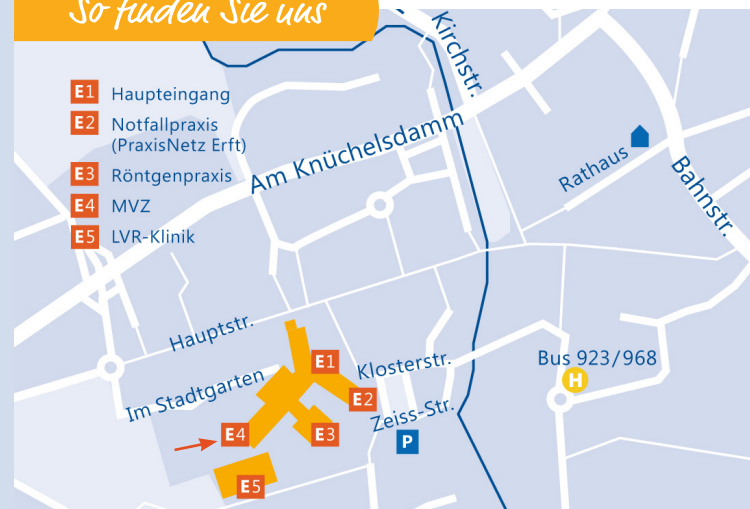 So finden Sie uns
E1 Haupteingang
E2 Notfallpraxis
(PraxisNetz Erft)
E3 Röntgenpraxis
E4 MVZ
E5 LVR-Klinik
Kirchstr.
Am Knüchelsdamm
Rathaus
Bahnstr.
Hauptstr.
E1
Klosterstr.
Bus 923/968
H
Im Stadtgarten
E2
Zeiss-Str.
E4
E3
P
E5